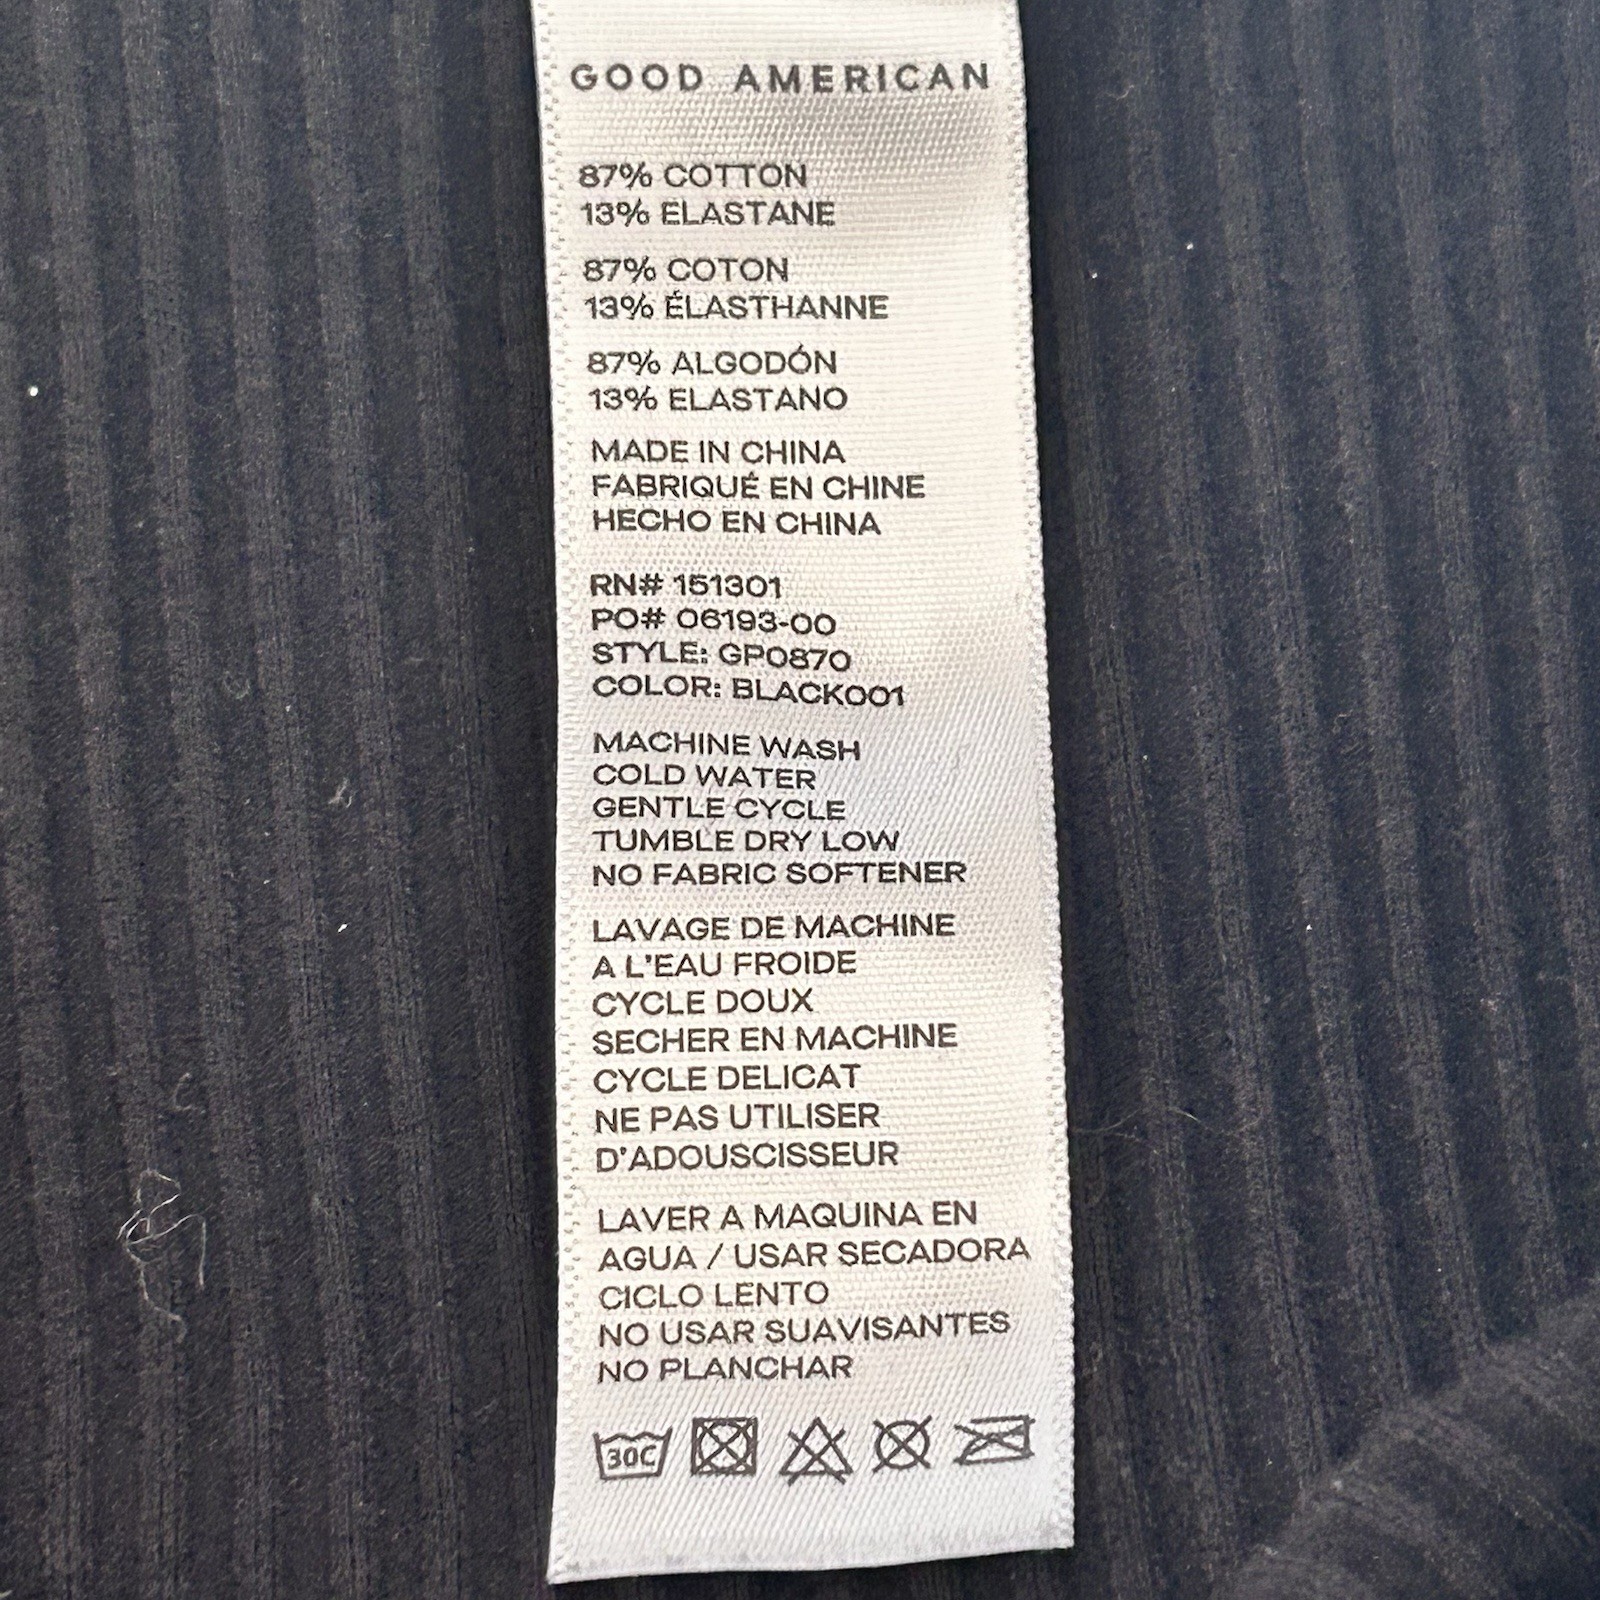 GOOD AMERICAN
87% COTTON
13% ELASTANE
87% COTON
13% ÉLASTHANNE
87% ALGODÓN
13% ELASTANO
MADE IN CHINA
FABRIQUÉ EN CHINE
HECHO EN CHINA
RN# 151301
PO# 06193-00
STYLE: GP0870
COLOR: BLACK001
MACHINE WASH
COLD WATER
GENTLE CYCLE
TUMBLE DRY LOW
NO FABRIC SOFTENER
LAVAGE DE MACHINE
A L'EAU FROIDE
CYCLE DOUX
SECHER EN MACHINE
CYCLE DELICAT
NE PAS UTILISER
D'ADOUSCISSEUR
LAVER A MAQUINA EN
AGUA / USAR SECADORA
CICLO LENTO
NO USAR SUAVISANTES
NO PLANCHAR
30C